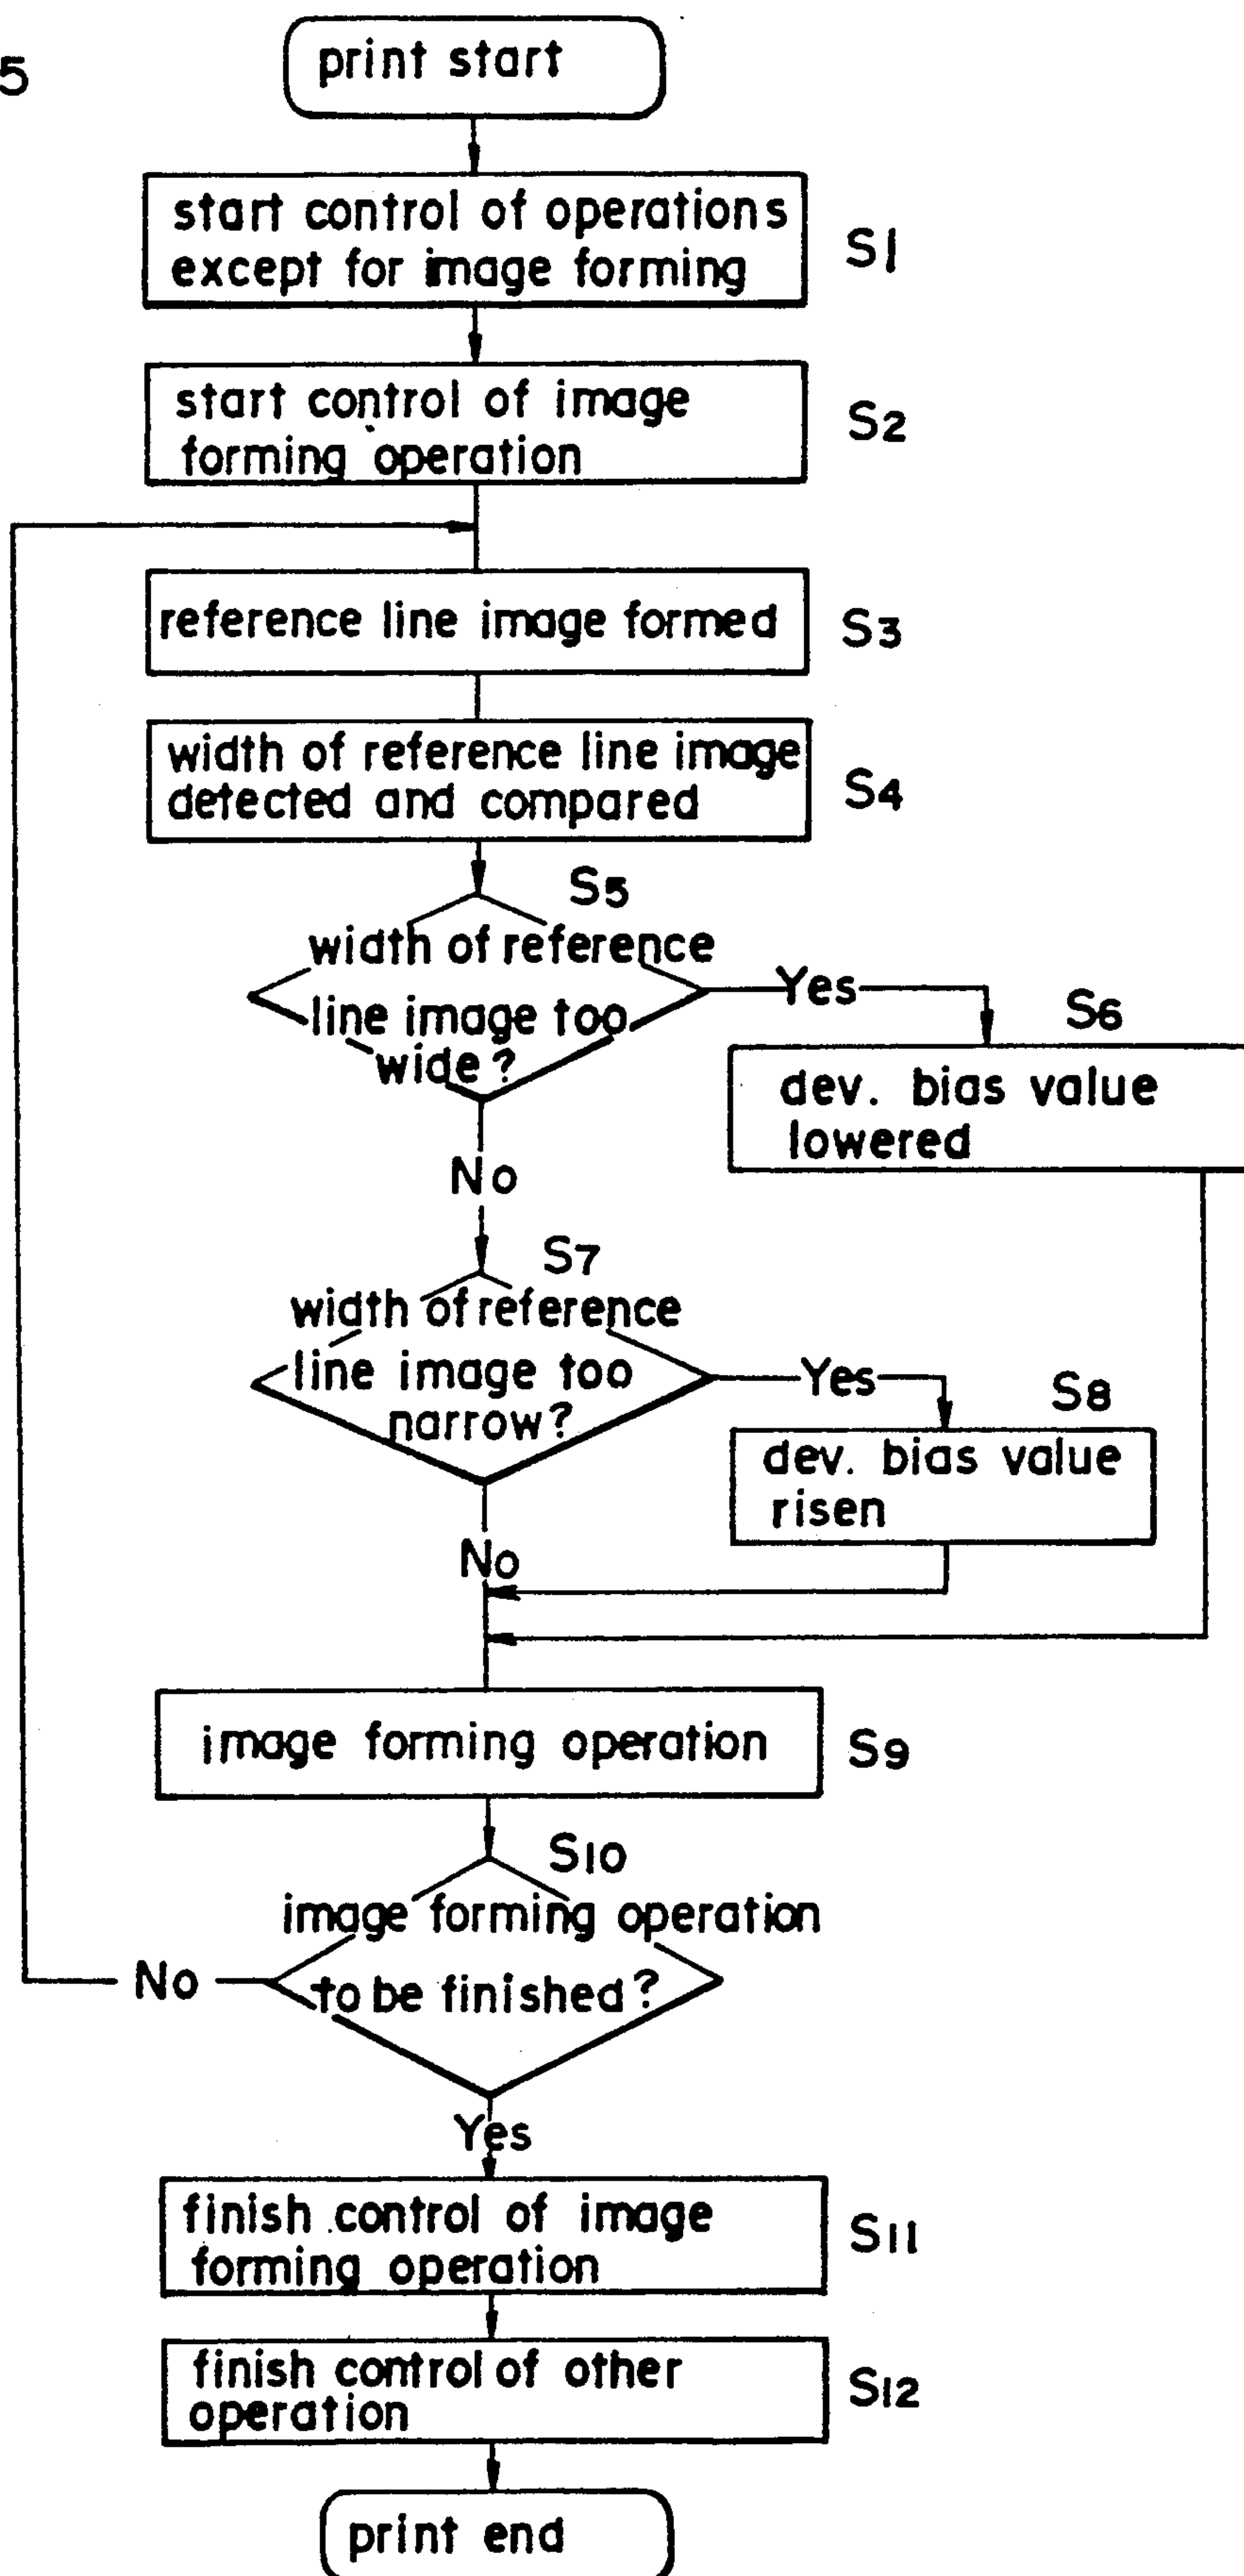 5
print start
start control of operations
except for image forming
S1
start control of image
forming operation
S2
reference line image formed
S3
width of reference line image
detected and compared
S4
S5
width of reference
line image too
wide?
Yes
S6
dev. bias value
lowered
No
S7
width of reference
line image too
narrow?
Yes
S8
dev. bias value
risen
No
image forming operation
S9
S10
image forming operation
to be finished?
No
Yes
finish control of image
forming operation
S11
finish control of other
operation
S12
print end